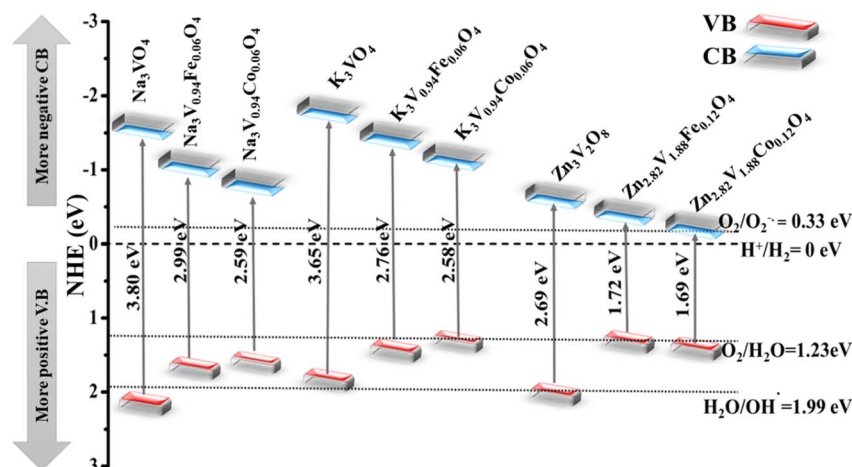 More negative CB
More positive V.B
NHE (eV)
-3
-2
-1
0
1
2
3
VB
CB
Na₃VO₄
Na₃V₀.₉₄Fe₀.₀₆O₄
Na₃V₀.₉₄Co₀.₀₆O₄
K₃VO₄
K₃V₀.₉₄Fe₀.₀₆O₄
K₃V₀.₉₄Co₀.₀₆O₄
Zn₃V₂O₈
Zn₂.₈₂V₁.₈₈Fe₀.₁₂O₄
Zn₂.₈₂V₁.₈₈Co₀.₁₂O₄
3.80 eV
2.99 eV
2.59 eV
3.65 eV
2.76 eV
2.58 eV
2.69 eV
1.72 eV
1.69 eV
O₂/O₂⁻·= 0.33 eV
H⁺/H₂= 0 eV
O₂/H₂O=1.23eV
H₂O/OH˙=1.99 eV